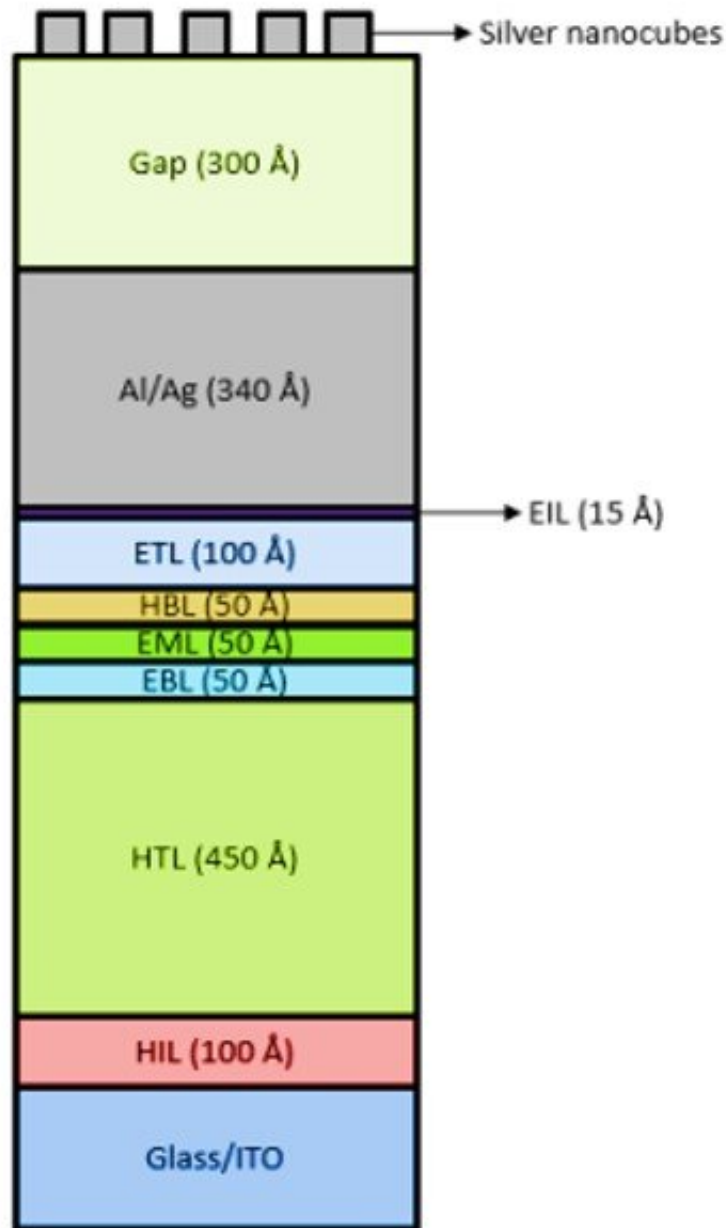 Silver nanocubes
Gap (300 Å)
Al/Ag (340 Å)
EIL (15 Å)
ETL (100 Å)
HBL (50 Å)
EML (50 Å)
EBL (50 Å)
HTL (450 Å)
HIL (100 Å)
Glass/ITO